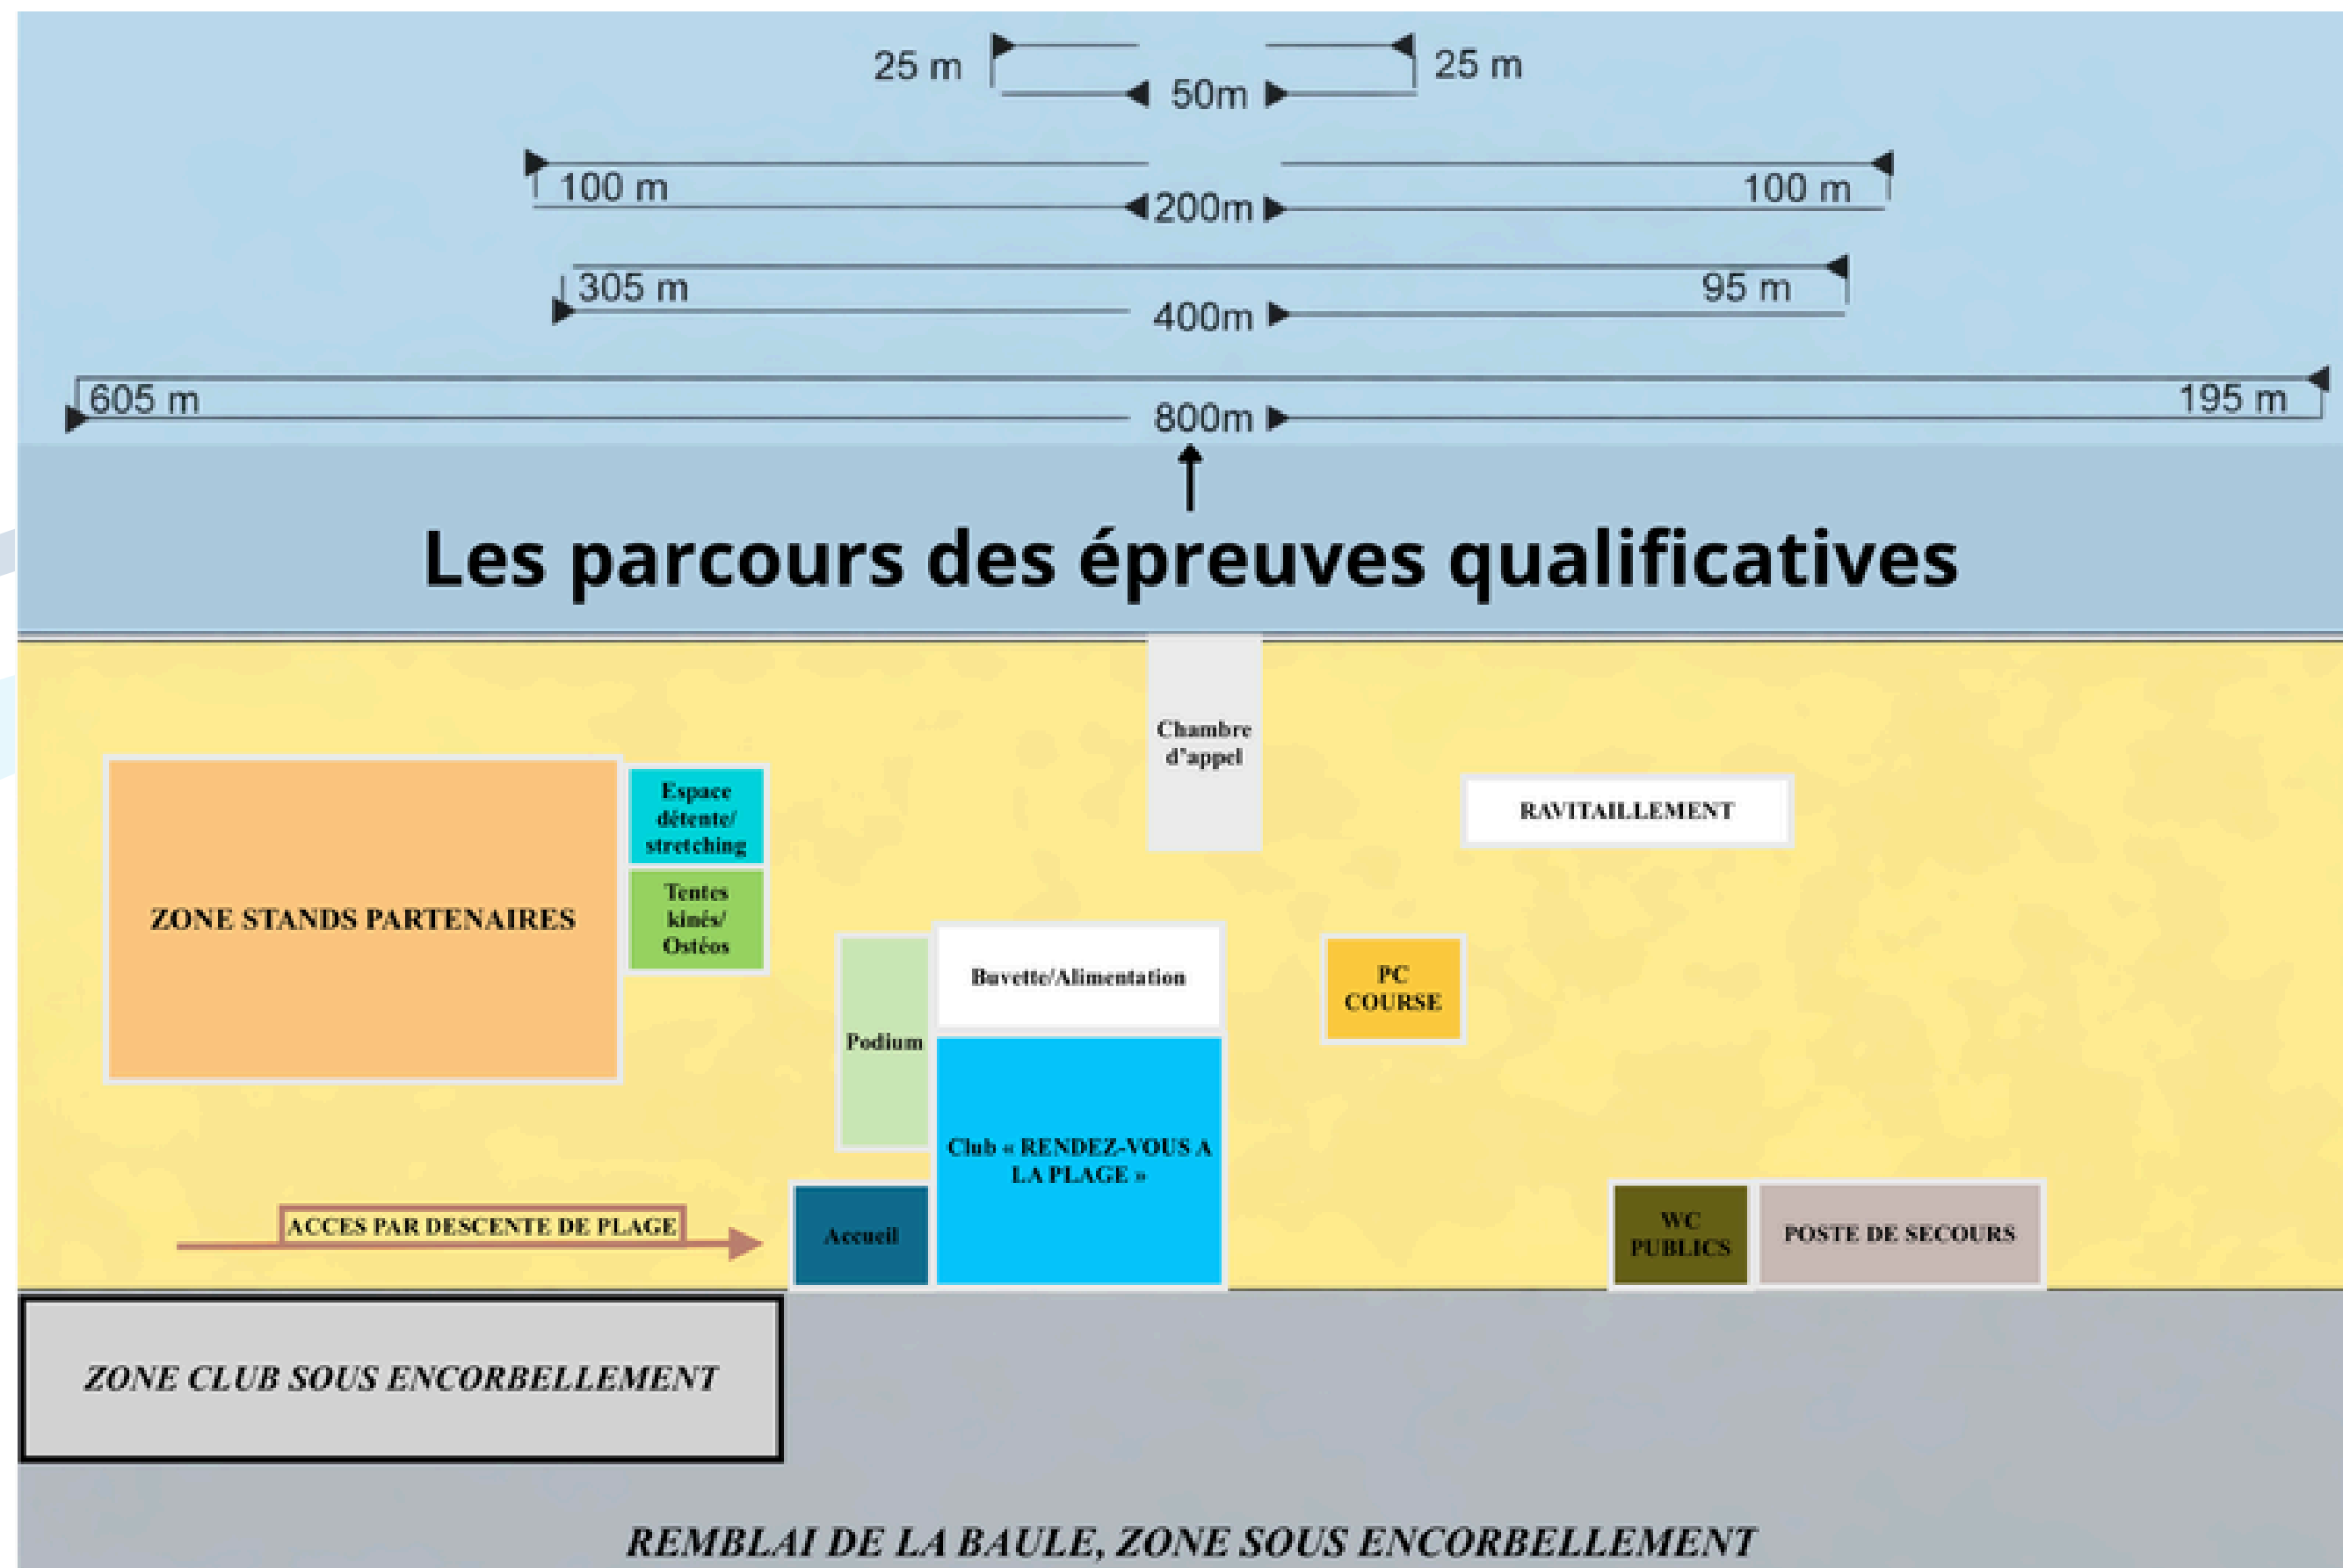 25 m
25 m
50m
100 m
100 m
200m
305 m
95 m
400m
605 m
195 m
800m
Les parcours des épreuves qualificatives
Chambre
d'appel
Espace
détente/
stretching
RAVITAILLEMENT
ZONE STANDS PARTENAIRES
Tentes
kinés/
Ostéos
Buvette/Alimentation
PC
COURSE
Podium
Club « RENDEZ-VOUS A
LA PLAGE »
ACCES PAR DESCENTE DE PLAGE
Accueil
WC
PUBLICS
POSTE DE SECOURS
ZONE CLUB SOUS ENCORBELLEMENT
REMBLAI DE LA BAULE, ZONE SOUS ENCORBELLEMENT